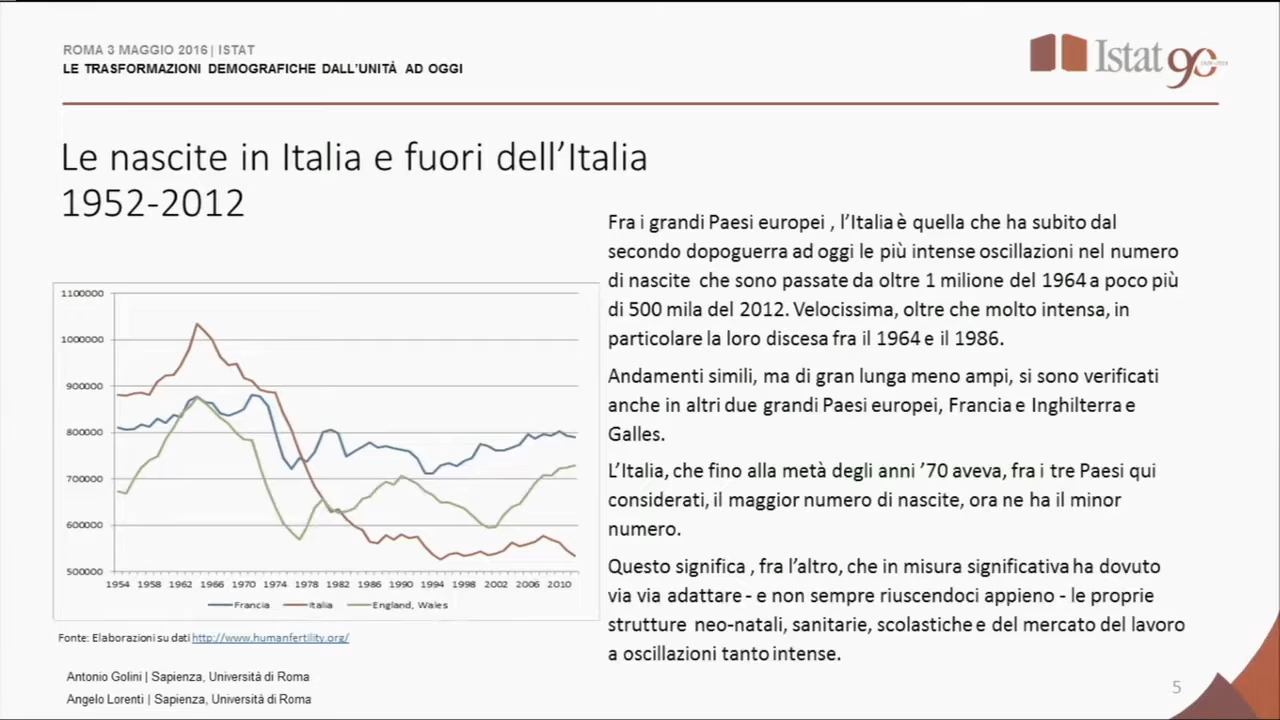 ROMA 3 MAGGIO 2016 | ISTAT
LE TRASFORMAZIONI DEMOGRAFICHE DALL'UNITÀ AD OGGI
Istat 90
Le nascite in Italia e fuori dell'Italia
1952-2012
Fra i grandi Paesi europei , l'Italia è quella che ha subito dal
secondo dopoguerra ad oggi le più intense oscillazioni nel numero
di nascite che sono passate da oltre 1 milione del 1964 a poco più
di 500 mila del 2012. Velocissima, oltre che molto intensa, in
particolare la loro discesa fra il 1964 e il 1986.
Andamenti simili, ma di gran lunga meno ampi, si sono verificati
anche in altri due grandi Paesi europei, Francia e Inghilterra e
Galles.
L'Italia, che fino alla metà degli anni '70 aveva, fra i tre Paesi qui
considerati, il maggior numero di nascite, ora ne ha il minor
numero.
Questo significa , fra l'altro, che in misura significativa ha dovuto
via via adattare - e non sempre riuscendoci appieno - le proprie
strutture neo-natali, sanitarie, scolastiche e del mercato del lavoro
a oscillazioni tanto intense.
1100000
1000000
900000
800000
700000
600000
500000
1954 1958 1962 1966 1970 1974 1978 1982 1986 1990 1994 1998 2002 2006 2010
Francia Italia England, Wales
Fonte: Elaborazioni su dati http://www.humanfertility.org/
Antonio Golini | Sapienza, Università di Roma
Angelo Lorenti | Sapienza, Università di Roma
5